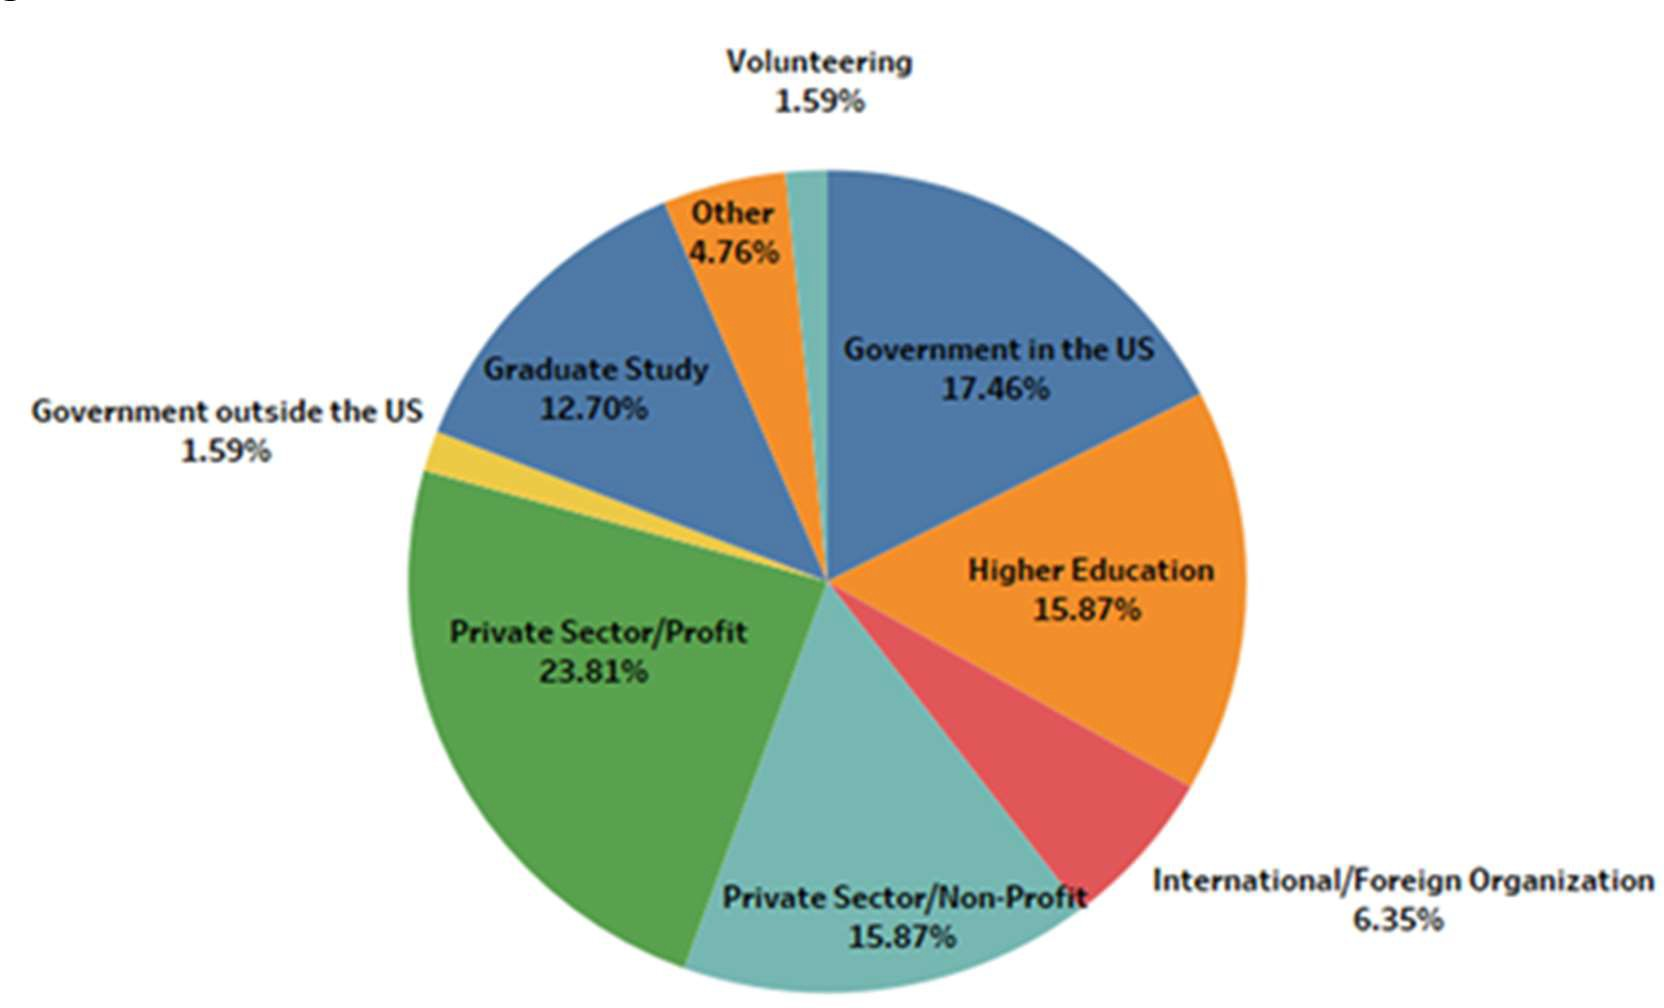 Volunteering
1.59%
Other
4.76%
Government in the US
17.46%
Graduate Study
12.70%
Government outside the US
1.59%
Higher Education
15.87%
Private Sector/Profit
23.81%
International/Foreign Organization
6.35%
Private Sector/Non-Profit
15.87%